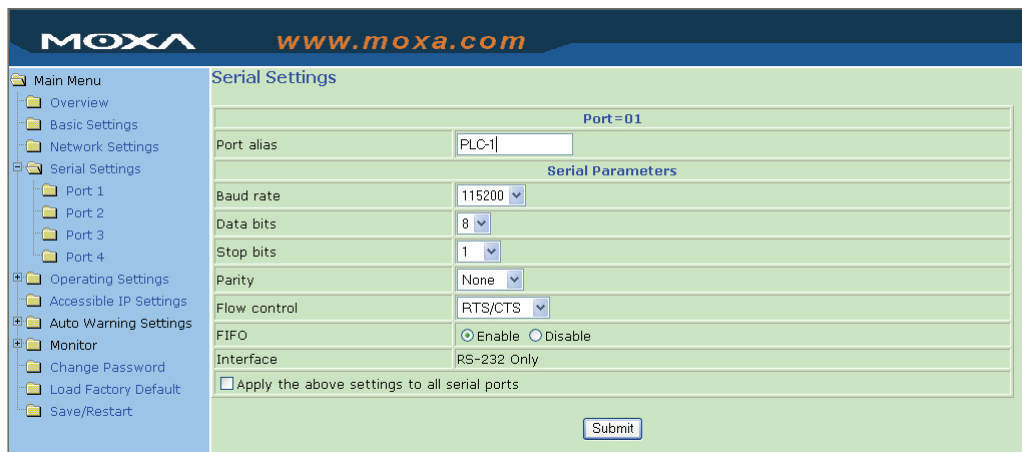 MOXA www.moxa.com
Main Menu
Overview
Basic Settings
Network Settings
Serial Settings
Port 1
Port 2
Port 3
Port 4
Operating Settings
Accessible IP Settings
Auto Warning Settings
Monitor
Change Password
Load Factory Default
Save/Restart
Serial Settings
Port=01
Port alias PLC-1
Serial Parameters
Baud rate 115200
Data bits 8
Stop bits 1
Parity None
Flow control RTS/CTS
FIFO Enable Disable
Interface RS-232 Only
Apply the above settings to all serial ports
Submit